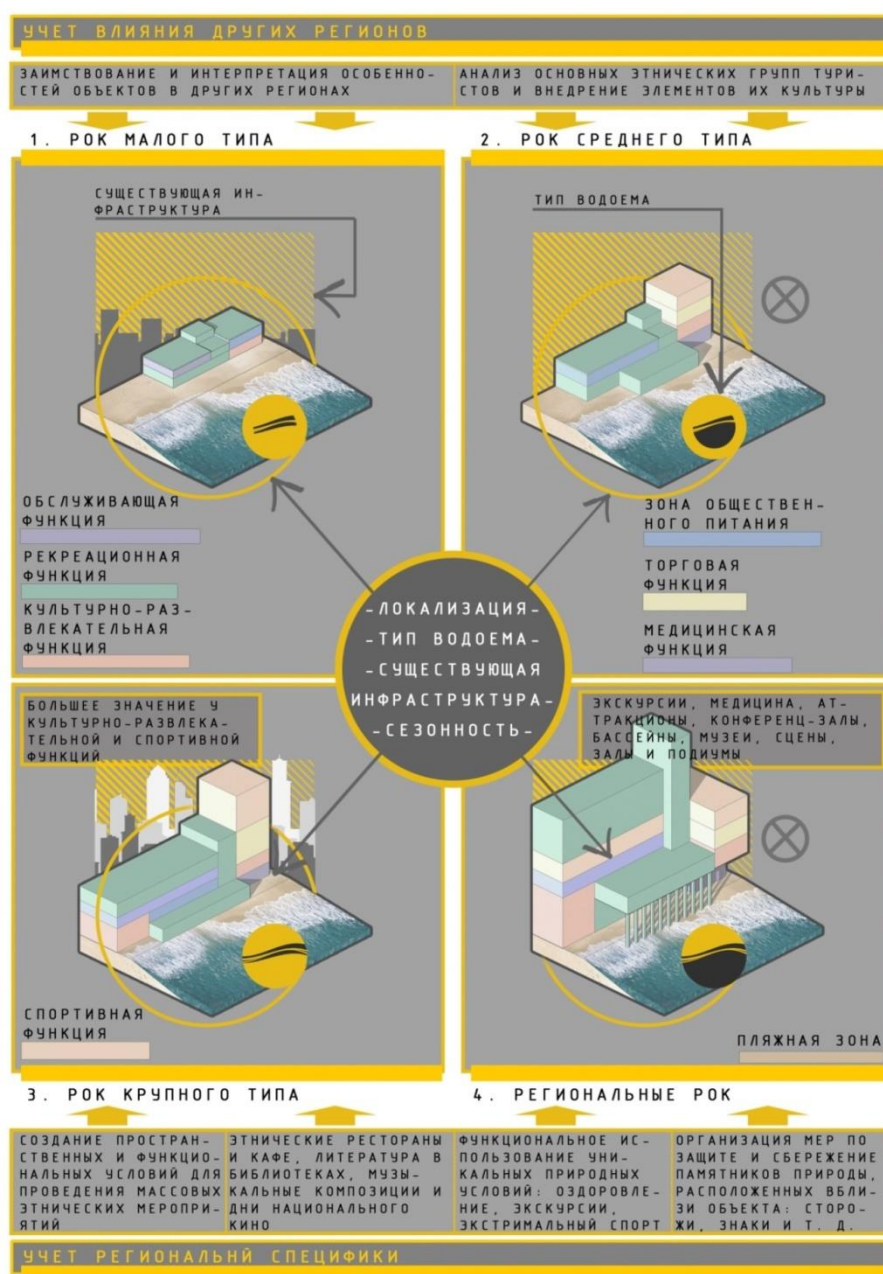 УЧЕТ ВЛИЯНИЯ ДРУГИХ РЕГИОНОВ
ЗАИМСТВОВАНИЕ И ИНТЕРПРЕТАЦИЯ ОСОБЕННО-
СТЕЙ ОБЪЕКТОВ В ДРУГИХ РЕГИОНАХ
АНАЛИЗ ОСНОВНЫХ ЭТНИЧЕСКИХ ГРУПП ТУРИ-
СТОВ И ВНЕДРЕНИЕ ЭЛЕМЕНТОВ ИХ КУЛЬТУРЫ
1. РОК МАЛОГО ТИПА
СУЩЕСТВУЮЩАЯ ИН-
ФРАСТРУКТУРА
ОБСЛУЖИВАЮЩАЯ
ФУНКЦИЯ
РЕКРЕАЦИОННАЯ
ФУНКЦИЯ
КУЛЬТУРНО-РАЗ-
ВЛЕКАТЕЛЬНАЯ
ФУНКЦИЯ
2. РОК СРЕДНЕГО ТИПА
ТИП ВОДОЕМА
ЗОНА ОБЩЕСТВЕН-
НОГО ПИТАНИЯ
ТОРГОВАЯ
ФУНКЦИЯ
МЕДИЦИНСКАЯ
ФУНКЦИЯ
-ЛОКАЛИЗАЦИЯ-
-ТИП ВОДОЕМА-
-СУЩЕСТВУЮЩАЯ
ИНФРАСТРУКТУРА-
-СЕЗОННОСТЬ-
БОЛЬШЕЕ ЗНАЧЕНИЕ У
КУЛЬТУРНО-РАЗВЛЕКА-
ТЕЛЬНОЙ И СПОРТИВНОЙ
ФУНКЦИЙ
СПОРТИВНАЯ
ФУНКЦИЯ
3. РОК КРУПНОГО ТИПА
ЭКСКУРСИИ, МЕДИЦИНА, АТ-
ТРАКЦИОНЫ, КОНФЕРЕНЦ-ЗАЛЫ,
БАССЕЙНЫ, МУЗЕИ, СЦЕНЫ,
ЗАЛЫ И ПОДИУМЫ
ПЛЯЖНАЯ ЗОНА
4. РЕГИОНАЛЬНЫЕ РОК
СОЗДАНИЕ ПРОСТРАН-
СТВЕННЫХ И ФУНКЦИО-
НАЛЬНЫХ УСЛОВИЙ ДЛЯ
ПРОВЕДЕНИЯ МАССОВЫХ
ЭТНИЧЕСКИХ МЕРОПРИ-
ЯТИЙ
ЭТНИЧЕСКИЕ РЕСТОРАНЫ
И КАФЕ, ЛИТЕРАТУРА В
БИБЛИОТЕКАХ, МУЗЫ-
КАЛЬНЫЕ КОМПОЗИЦИИ И
ДНИ НАЦИОНАЛЬНОГО
КИНО
ФУНКЦИОНАЛЬНОЕ ИС-
ПОЛЬЗОВАНИЕ УНИ-
КАЛЬНЫХ ПРИРОДНЫХ
УСЛОВИЙ: ОЗДОРОВЛЕ-
НИЕ, ЭКСКУРСИИ,
ЭКСТРИМАЛЬНЫЙ СПОРТ
ОРГАНИЗАЦИЯ МЕР ПО
ЗАЩИТЕ И СБЕРЕЖЕНИЕ
ПАМЯТНИКОВ ПРИРОДЫ,
РАСПОЛОЖЕННЫХ ВБЛИ-
ЗИ ОБЪЕКТА: СТОРО-
ЖИ, ЗНАКИ И Т. Д.
УЧЕТ РЕГИОНАЛЬНЙ СПЕЦИФИКИ